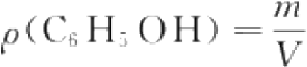 ρ(C₆H₅OH) = m/V